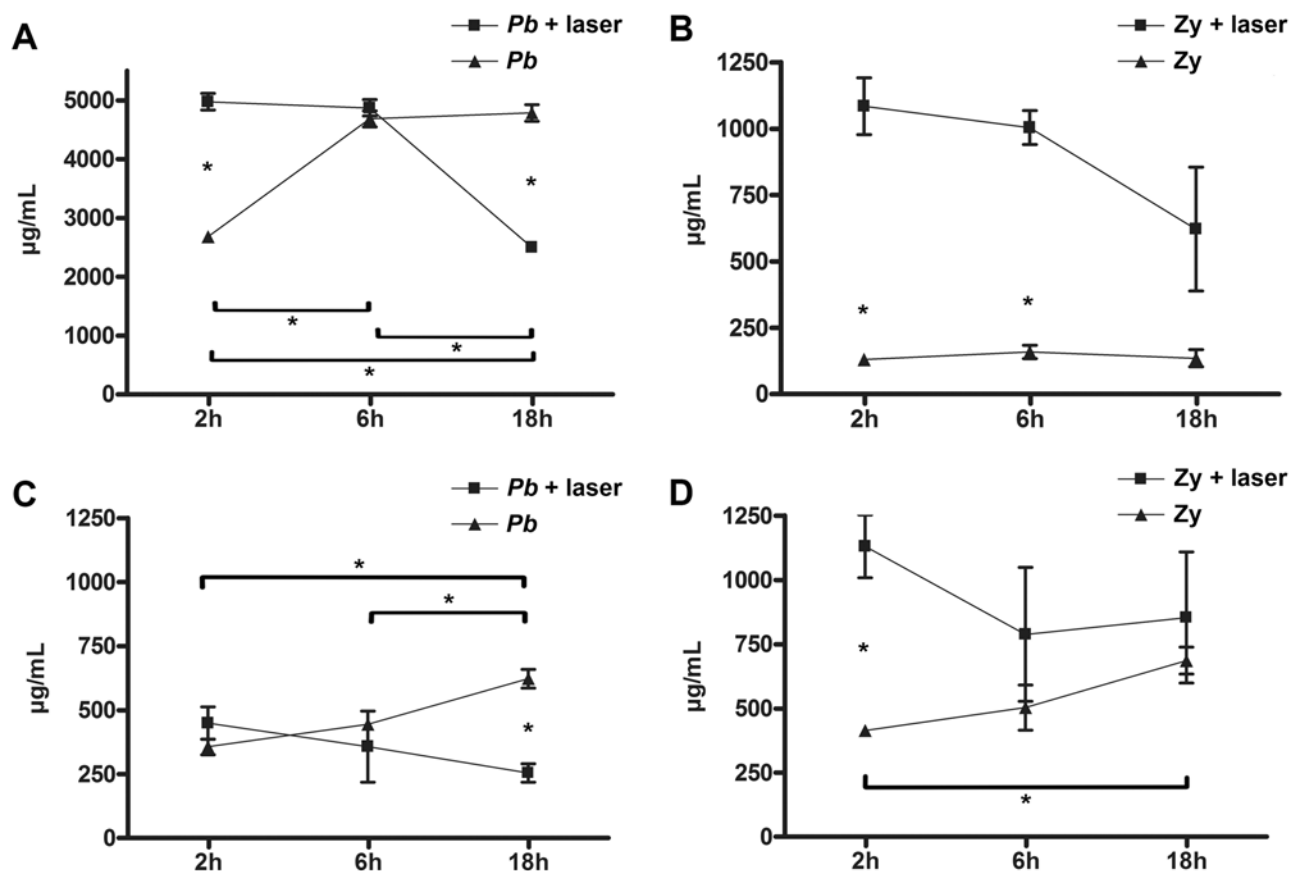 A
Pb + laser
Pb
µg/mL
5000
4000
3000
2000
1000
0
*
*
*
*
*
2h 6h 18h
B
Zy + laser
Zy
µg/mL
1250
1000
750
500
250
0
*
*
2h 6h 18h
C
Pb + laser
Pb
µg/mL
1250
1000
750
500
250
0
*
*
*
2h 6h 18h
D
Zy + laser
Zy
µg/mL
1250
1000
750
500
250
0
*
*
2h 6h 18h